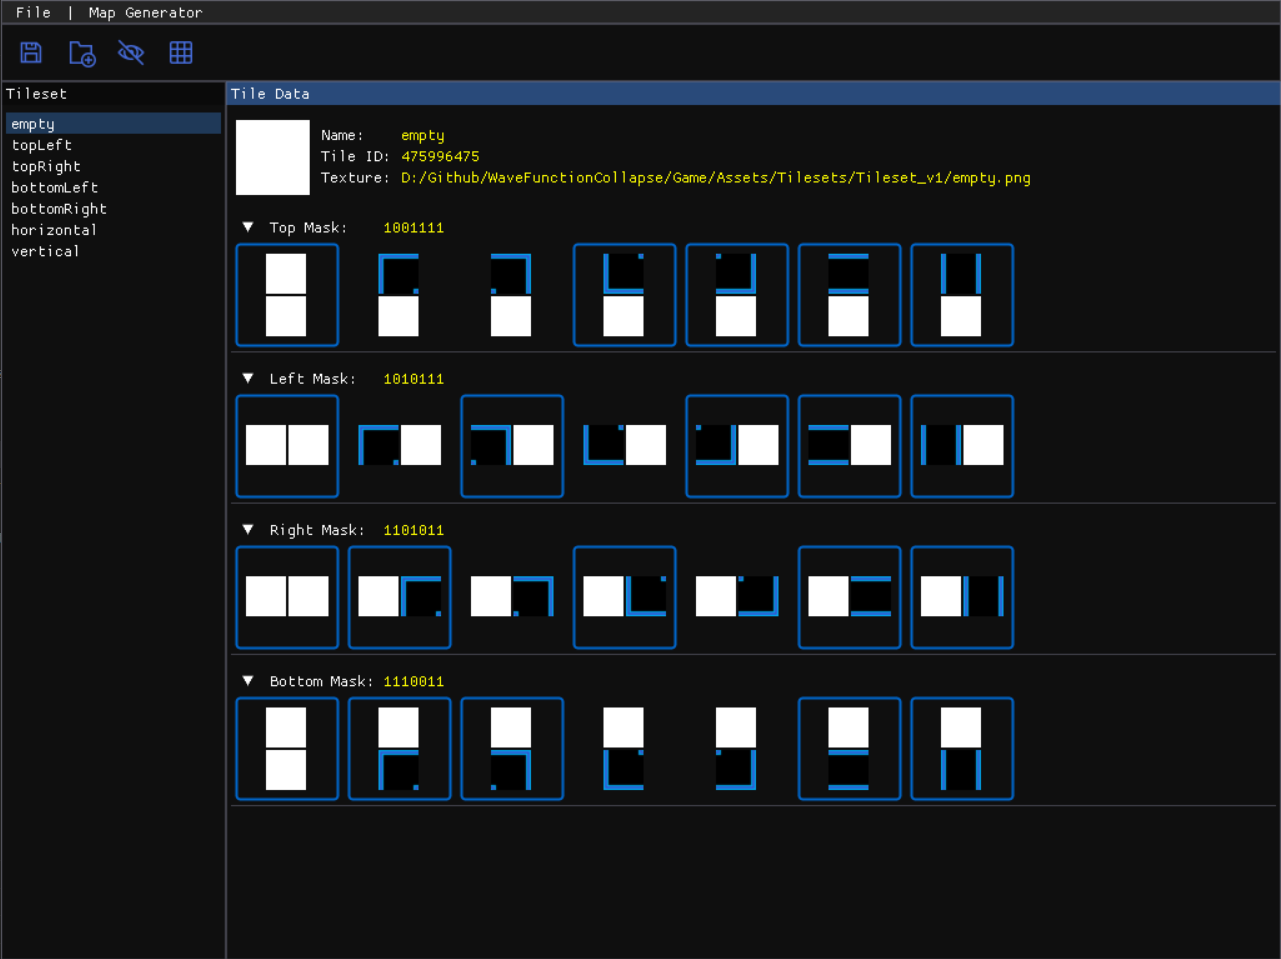 File | Map Generator
Tileset
empty
topLeft
topRight
bottomLeft
bottomRight
horizontal
vertical
Tile Data
Name: empty
Tile ID: 475996475
Texture: D:/Github/WaveFunctionCollapse/Game/Assets/Tilesets/Tileset_v1/empty.png
Top Mask: 1001111
Left Mask: 1010111
Right Mask: 1101011
Bottom Mask: 1110011